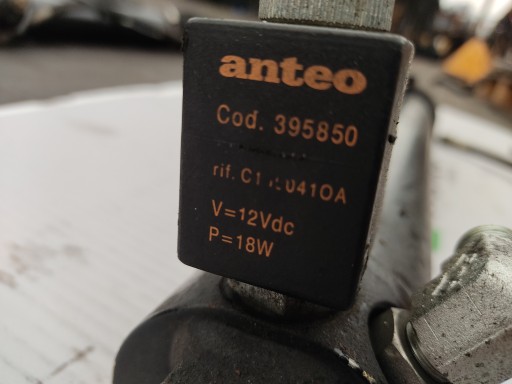 anteo
Cod. 395850
rif.
V=12Vdc
P=18W